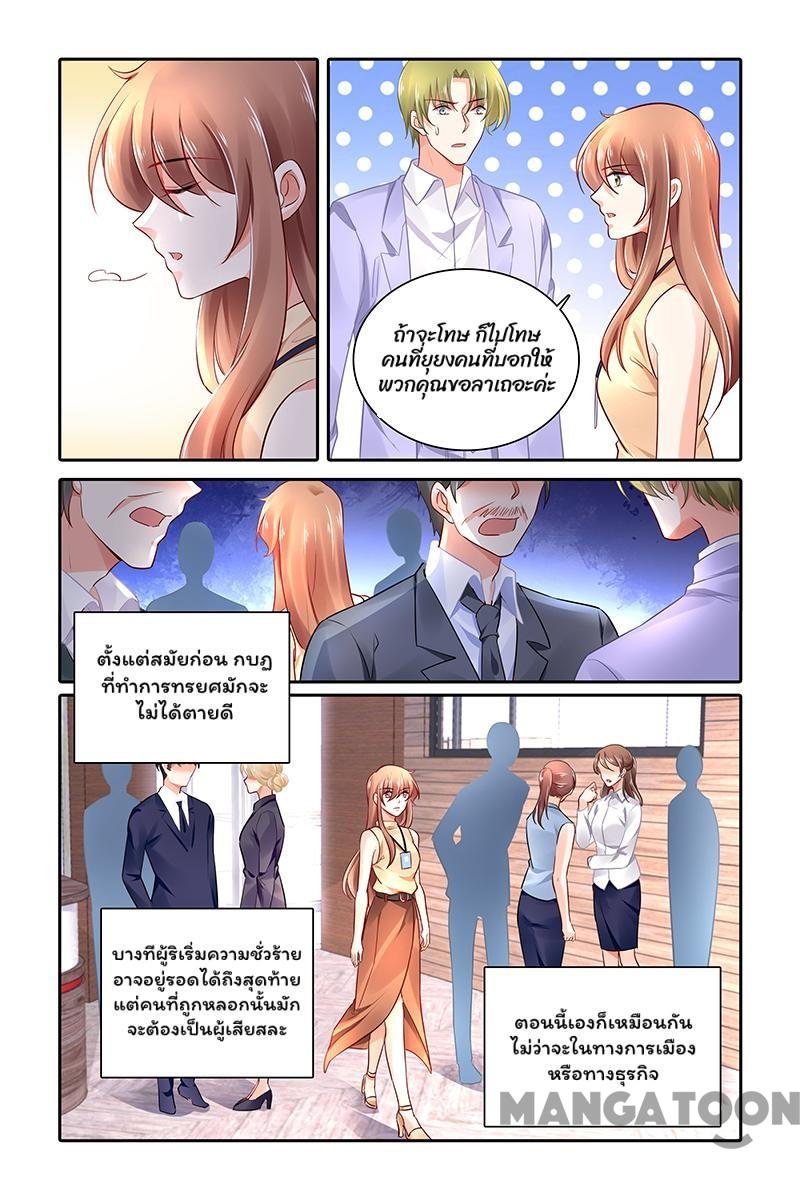 ถ้าจะโทษ ก็ไปโทษ
คนที่ยุยงคนที่บอกให้
พวกคุณขอลาเถอะค่ะ
ตั้งแต่สมัยก่อน กบฏ
ที่ทำการทรยศมักจะ
ไม่ได้ตายดี
บางทีผู้ริเริ่มความชั่วร้าย
อาจอยู่รอดได้ถึงสุดท้าย
แต่คนที่ถูกหลอกนั้นมัก
จะต้องเป็นผู้เสียสละ
ตอนนี้เองก็เหมือนกัน
ไม่ว่าจะในทางการเมือง
หรือทางธุรกิจ
MANGATOON